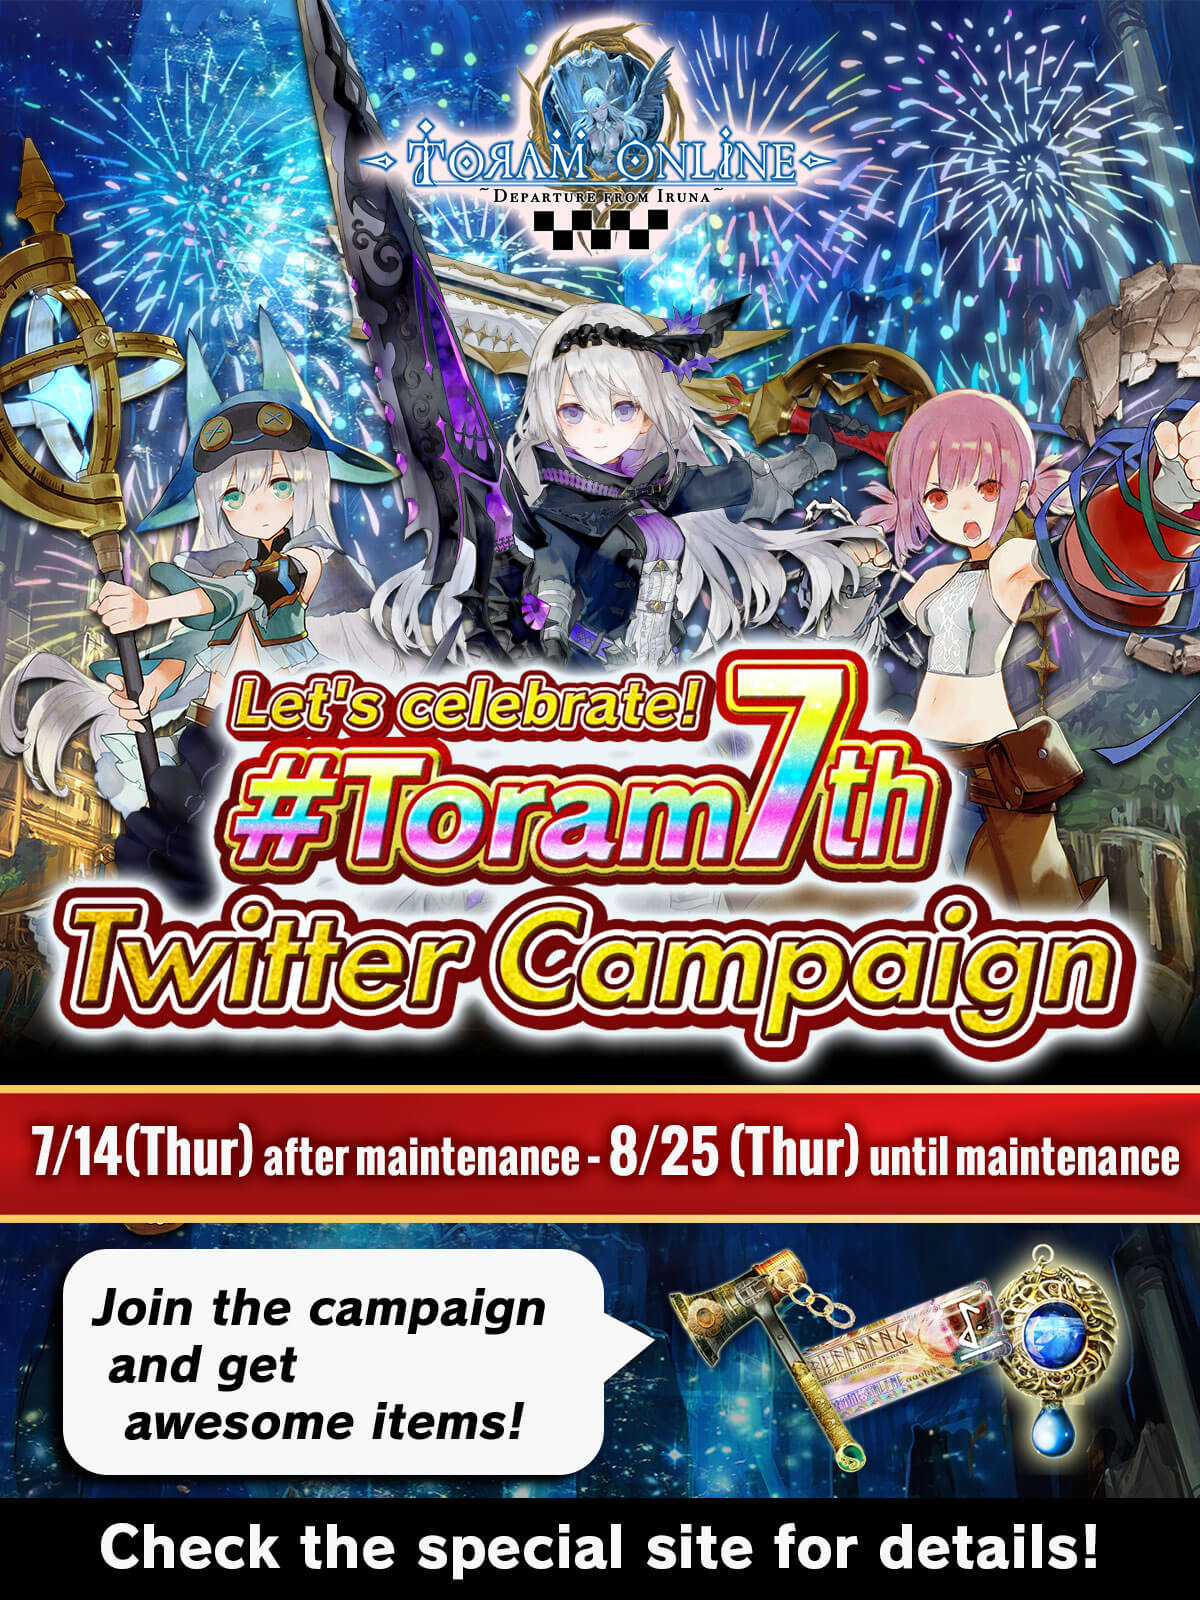 TORAM ONLINE
~DEPARTURE FROM IRUNA~
Let's celebrate!
#Toram7th
Twitter Campaign
7/14(Thur) after maintenance - 8/25 (Thur) until maintenance
Join the campaign
and get
awesome items!
Check the special site for details!